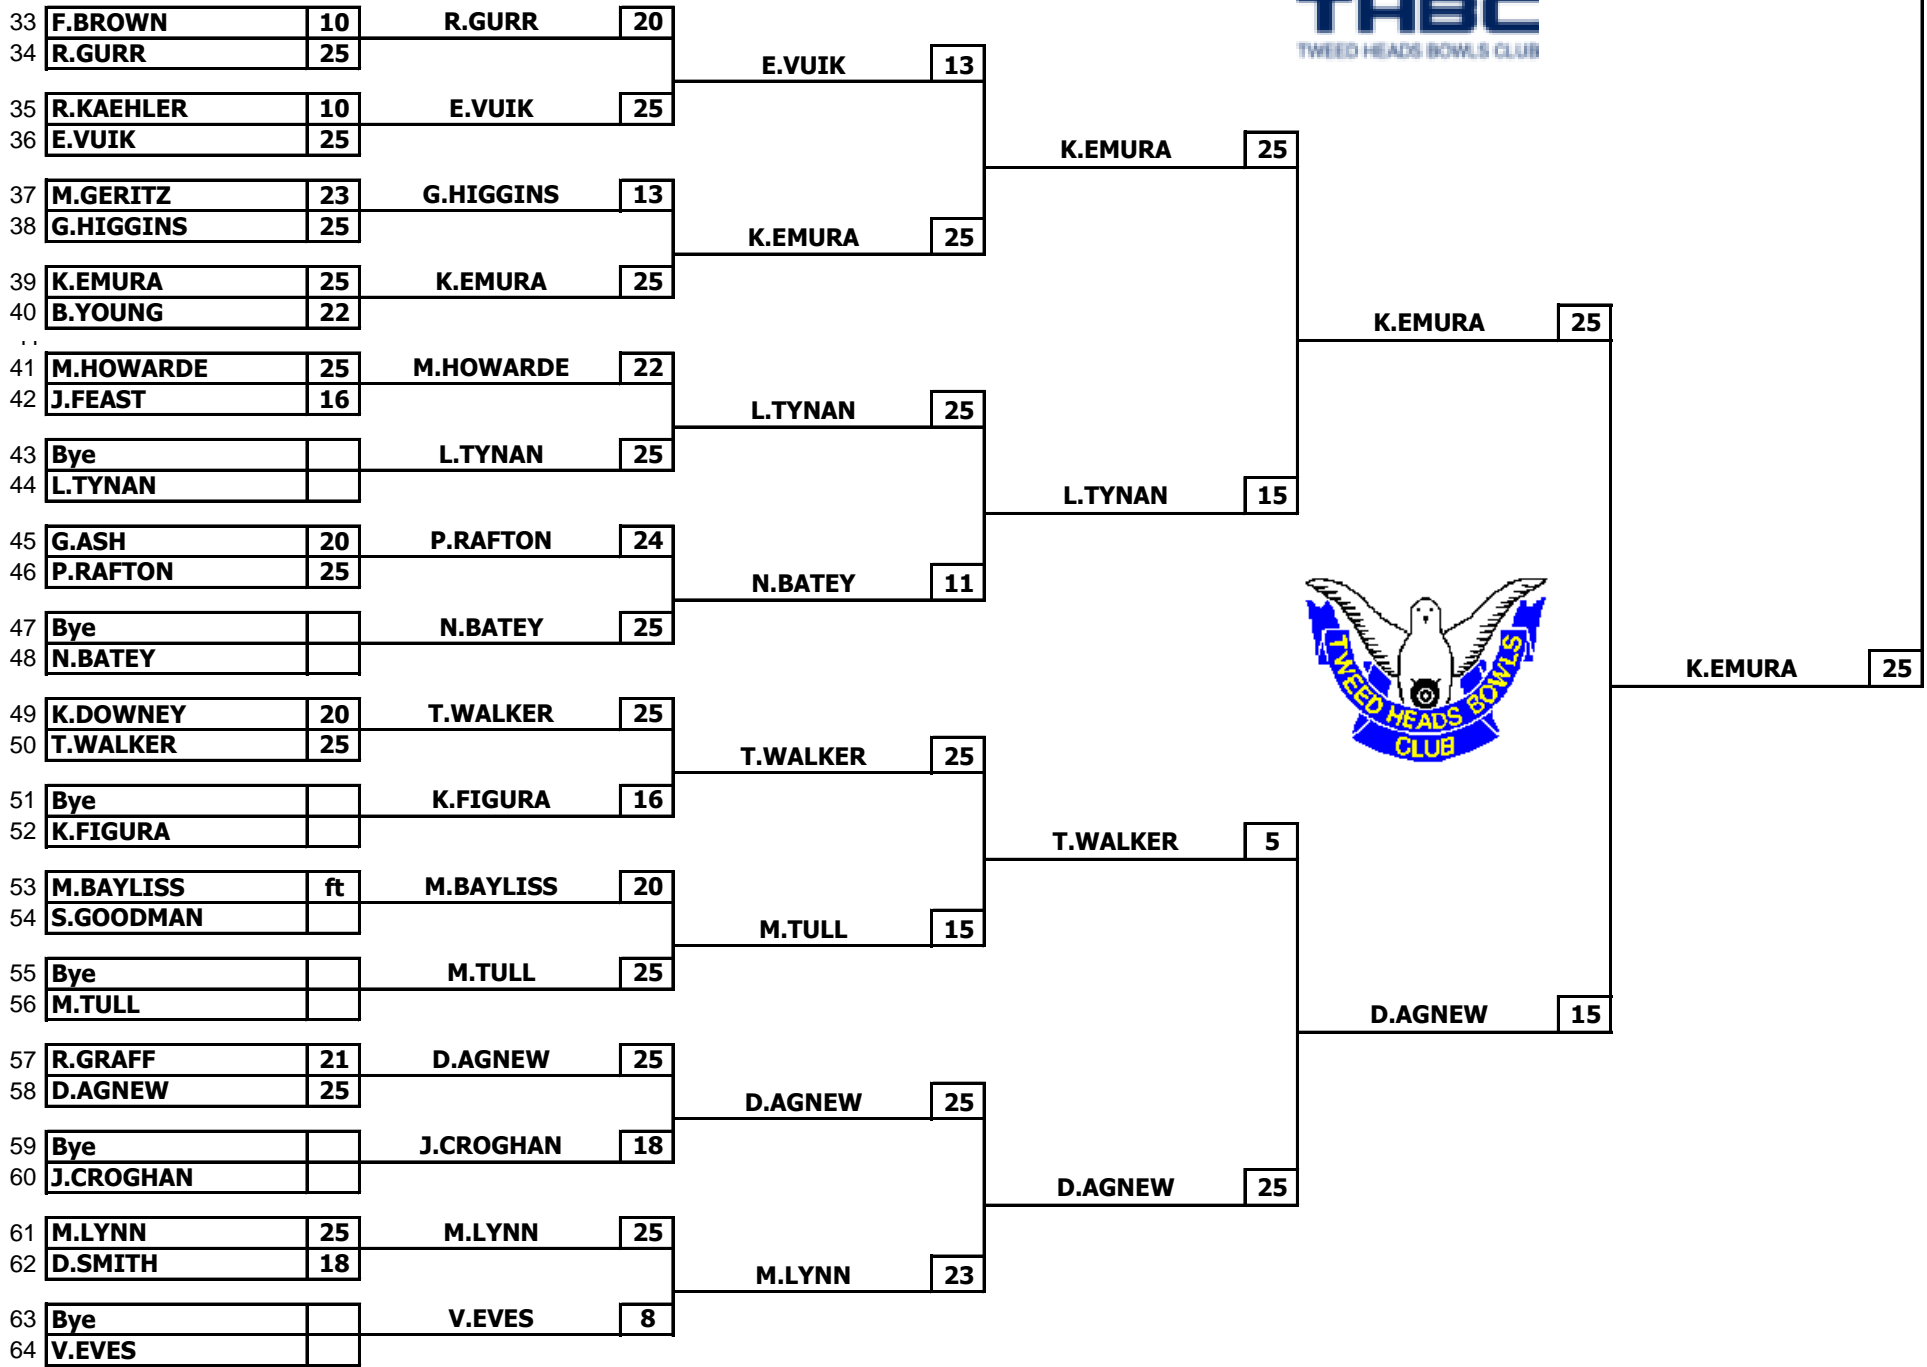 THBC
TWEED HEADS BOWLS CLUB
33 F.BROWN 10 R.GURR 20
34 R.GURR 25
E.VUIK 13
35 R.KAEHLER 10 E.VUIK 25
36 E.VUIK 25
K.EMURA 25
37 M.GERITZ 23 G.HIGGINS 13
38 G.HIGGINS 25
K.EMURA 25
39 K.EMURA 25 K.EMURA 25
40 B.YOUNG 22
K.EMURA 25
41 M.HOWARDE 25 M.HOWARDE 22
42 J.FEAST 16
L.TYNAN 25
43 Bye L.TYNAN 25
44 L.TYNAN
L.TYNAN 15
45 G.ASH 20 P.RAFTON 24
46 P.RAFTON 25
N.BATEY 11
47 Bye N.BATEY 25
48 N.BATEY
TWEED HEADS BOWLS
CLUB
K.EMURA 25
49 K.DOWNEY 20 T.WALKER 25
50 T.WALKER 25
T.WALKER 25
51 Bye K.FIGURA 16
52 K.FIGURA
T.WALKER 5
53 M.BAYLISS ft M.BAYLISS 20
54 S.GOODMAN
M.TULL 15
55 Bye M.TULL 25
56 M.TULL
D.AGNEW 15
57 R.GRAFF 21 D.AGNEW 25
58 D.AGNEW 25
D.AGNEW 25
59 Bye J.CROGHAN 18
60 J.CROGHAN
D.AGNEW 25
61 M.LYNN 25 M.LYNN 25
62 D.SMITH 18
M.LYNN 23
63 Bye V.EVES 8
64 V.EVES